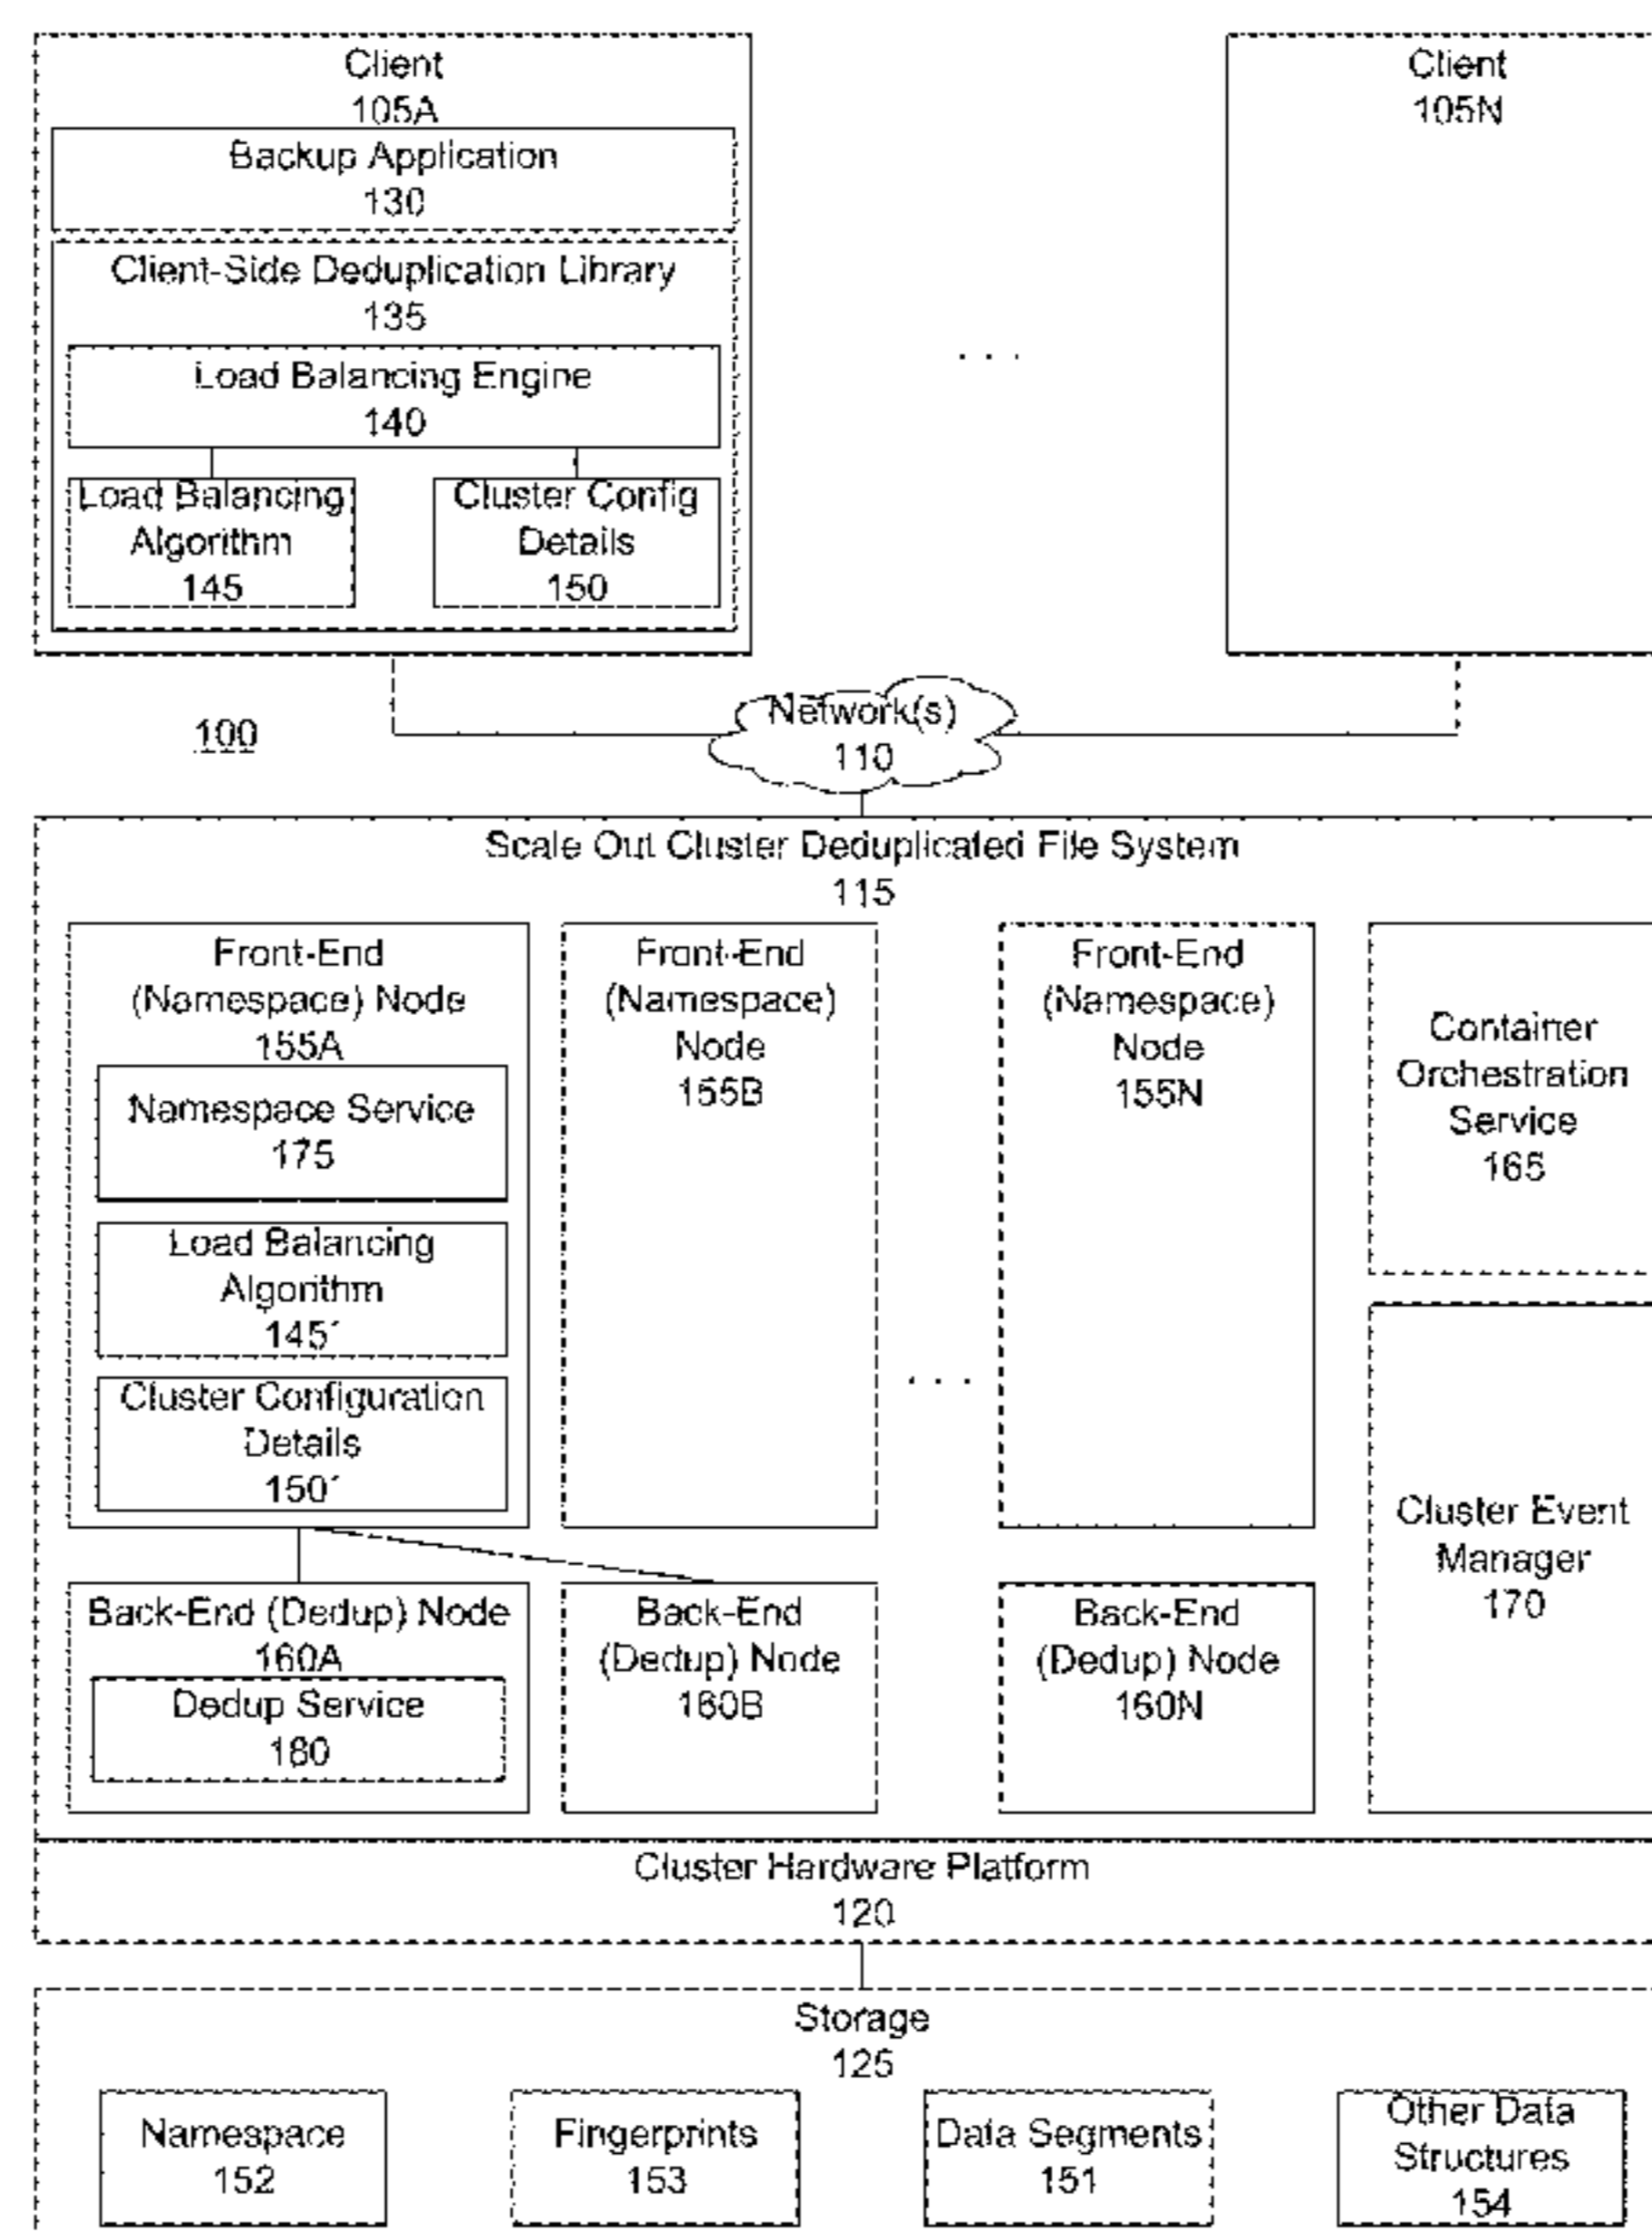 Client
105A
Backup Application
130
Client-Side Deduplication Library
135
Load Balancing Engine
140
Load Balancing
Algorithm
145
Cluster Config
Details
150
. . .
Client
105N
100
Network(s)
110
Scale Out Cluster Deduplicated File System
115
Front-End
(Namespace) Node
155A
Namespace Service
175
Load Balancing
Algorithm
145'
Cluster Configuration
Details
150'
Front-End
(Namespace)
Node
155B
. . .
Front-End
(Namespace)
Node
155N
Container
Orchestration
Service
165
Cluster Event
Manager
170
Back-End (Dedup) Node
160A
Dedup Service
180
Back-End
(Dedup) Node
160B
Back-End
(Dedup) Node
160N
Cluster Hardware Platform
120
Storage
125
Namespace
152
Fingerprints
153
Data Segments
151
Other Data
Structures
154